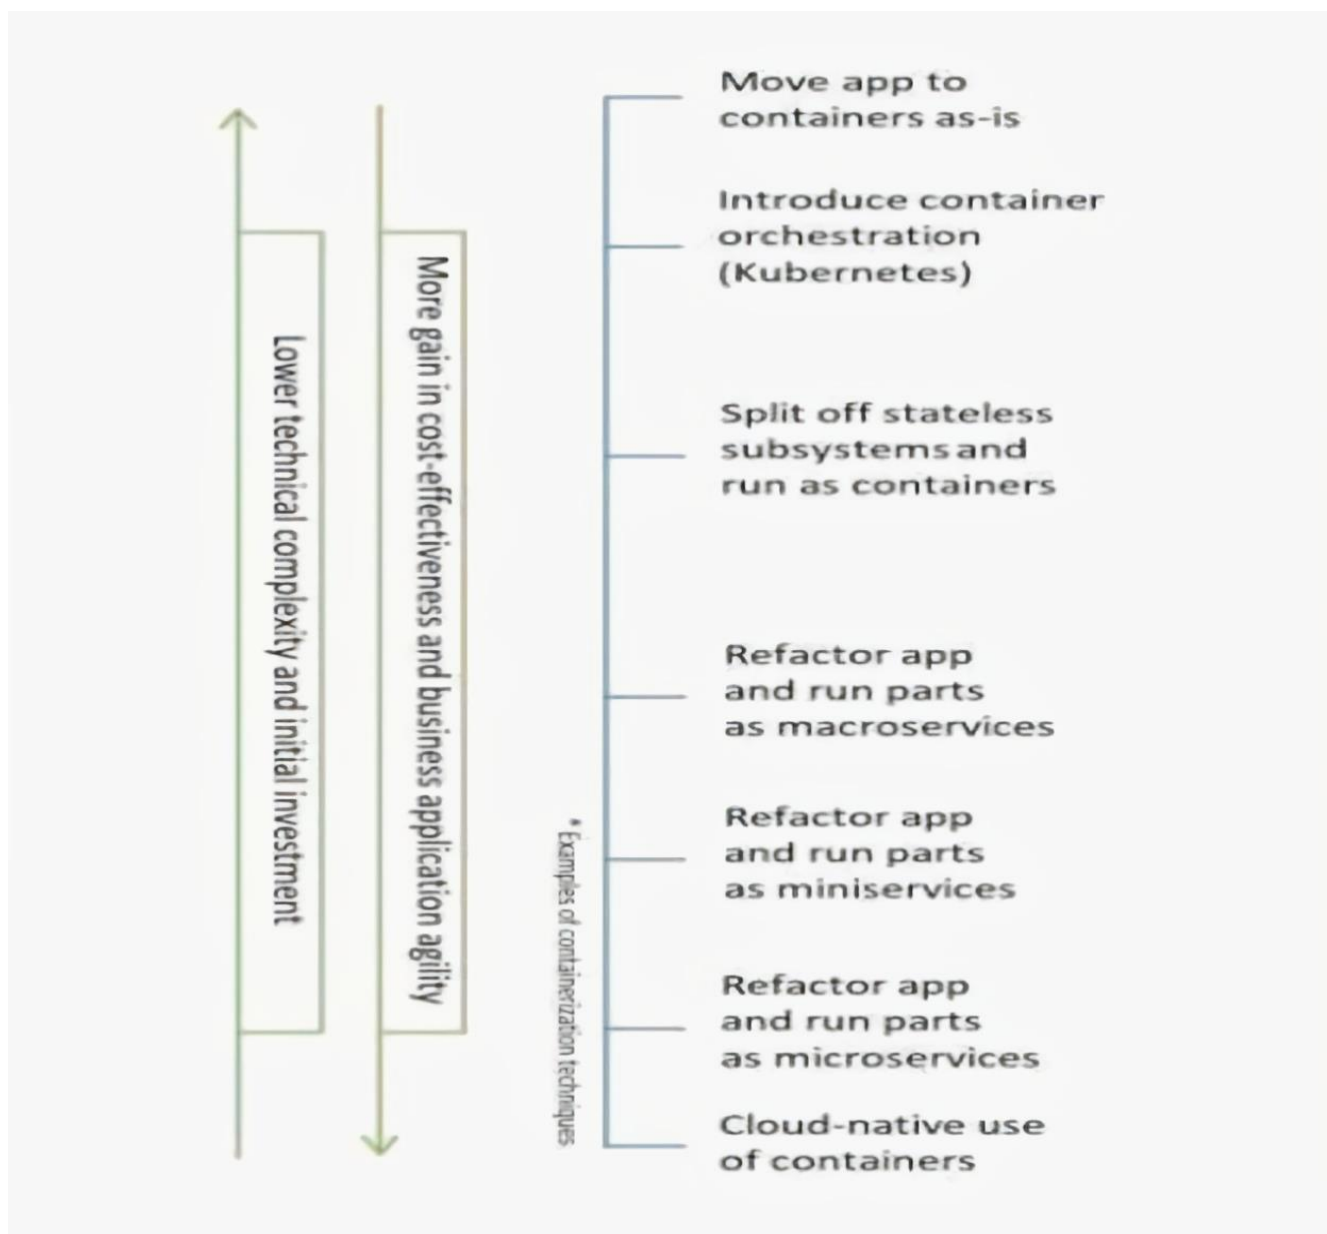 Lower technical complexity and initial investment
More gain in cost-effectiveness and business application agility
* Examples of containerization techniques
Move app to
containers as-is
Introduce container
orchestration
(Kubernetes)
Split off stateless
subsystems and
run as containers
Refactor app
and run parts
as macroservices
Refactor app
and run parts
as miniservices
Refactor app
and run parts
as microservices
Cloud-native use
of containers